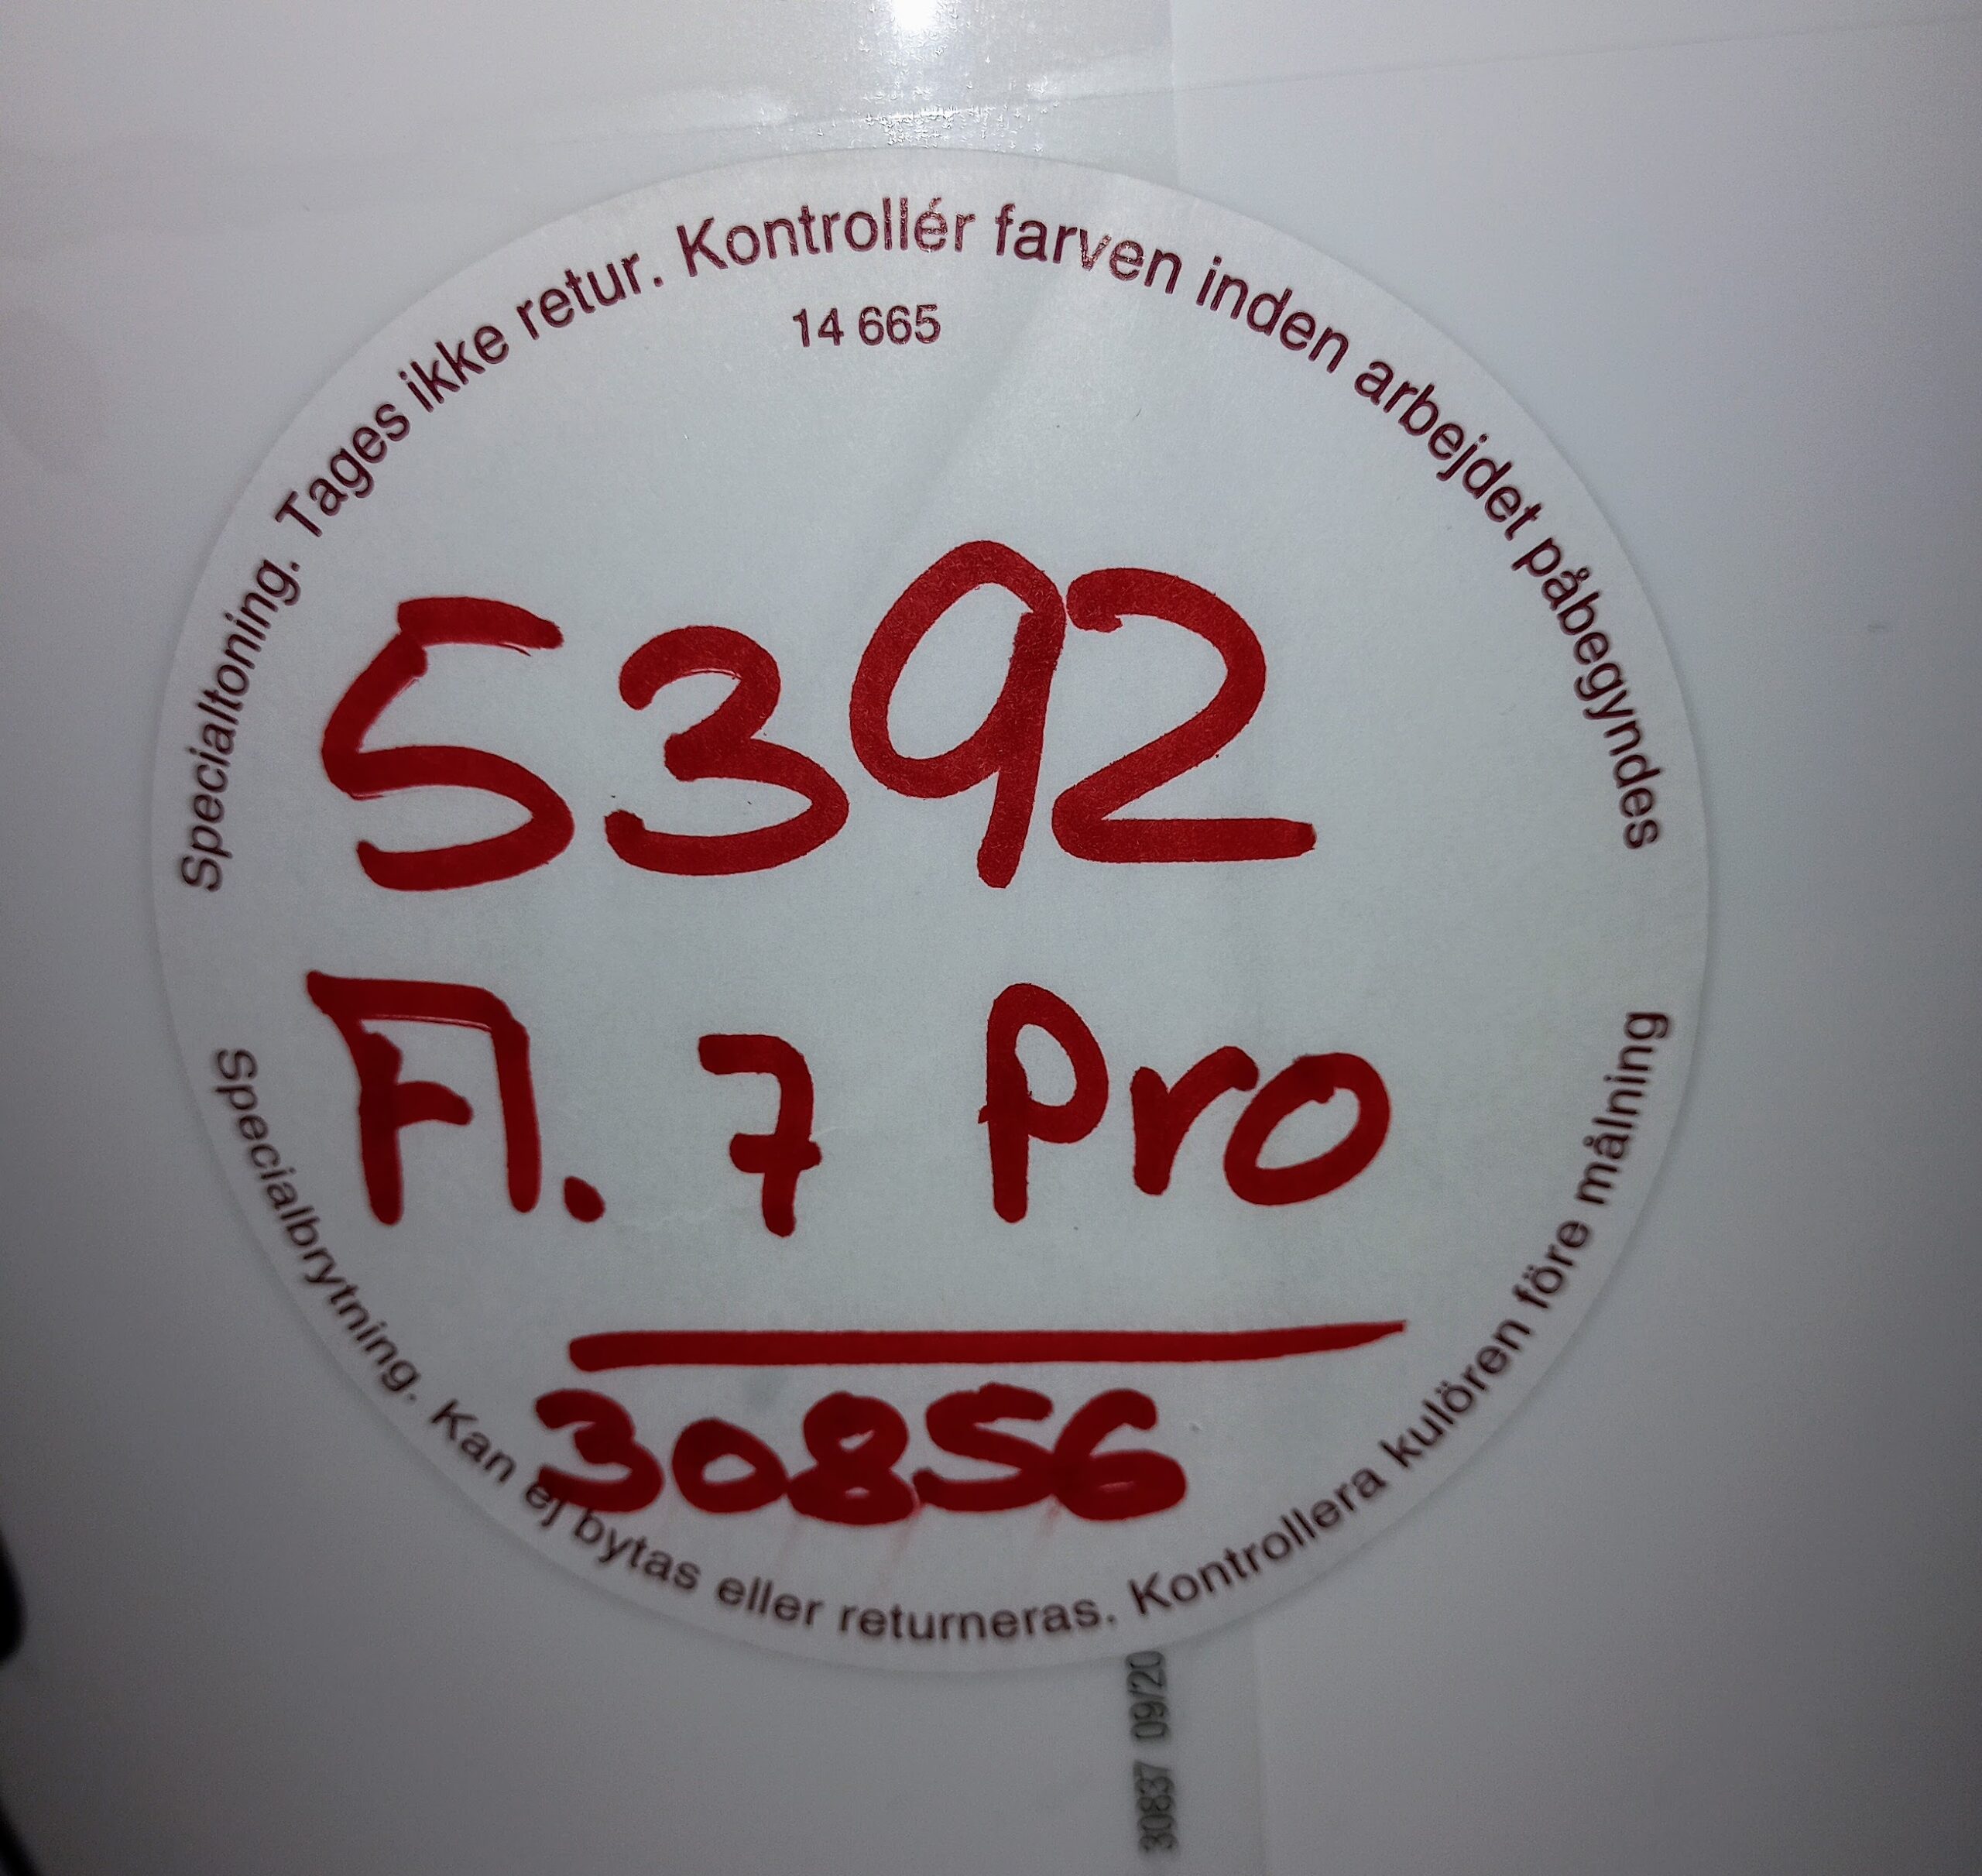 Specialtoning. Tages ikke retur. Kontrollér farven inden arbejdet påbegyndes
14 665
5392
Fl. 7 Pro
30856
Specialbrytning. Kan ej bytas eller returneras. Kontrollera kulören före målning
30837 09/20